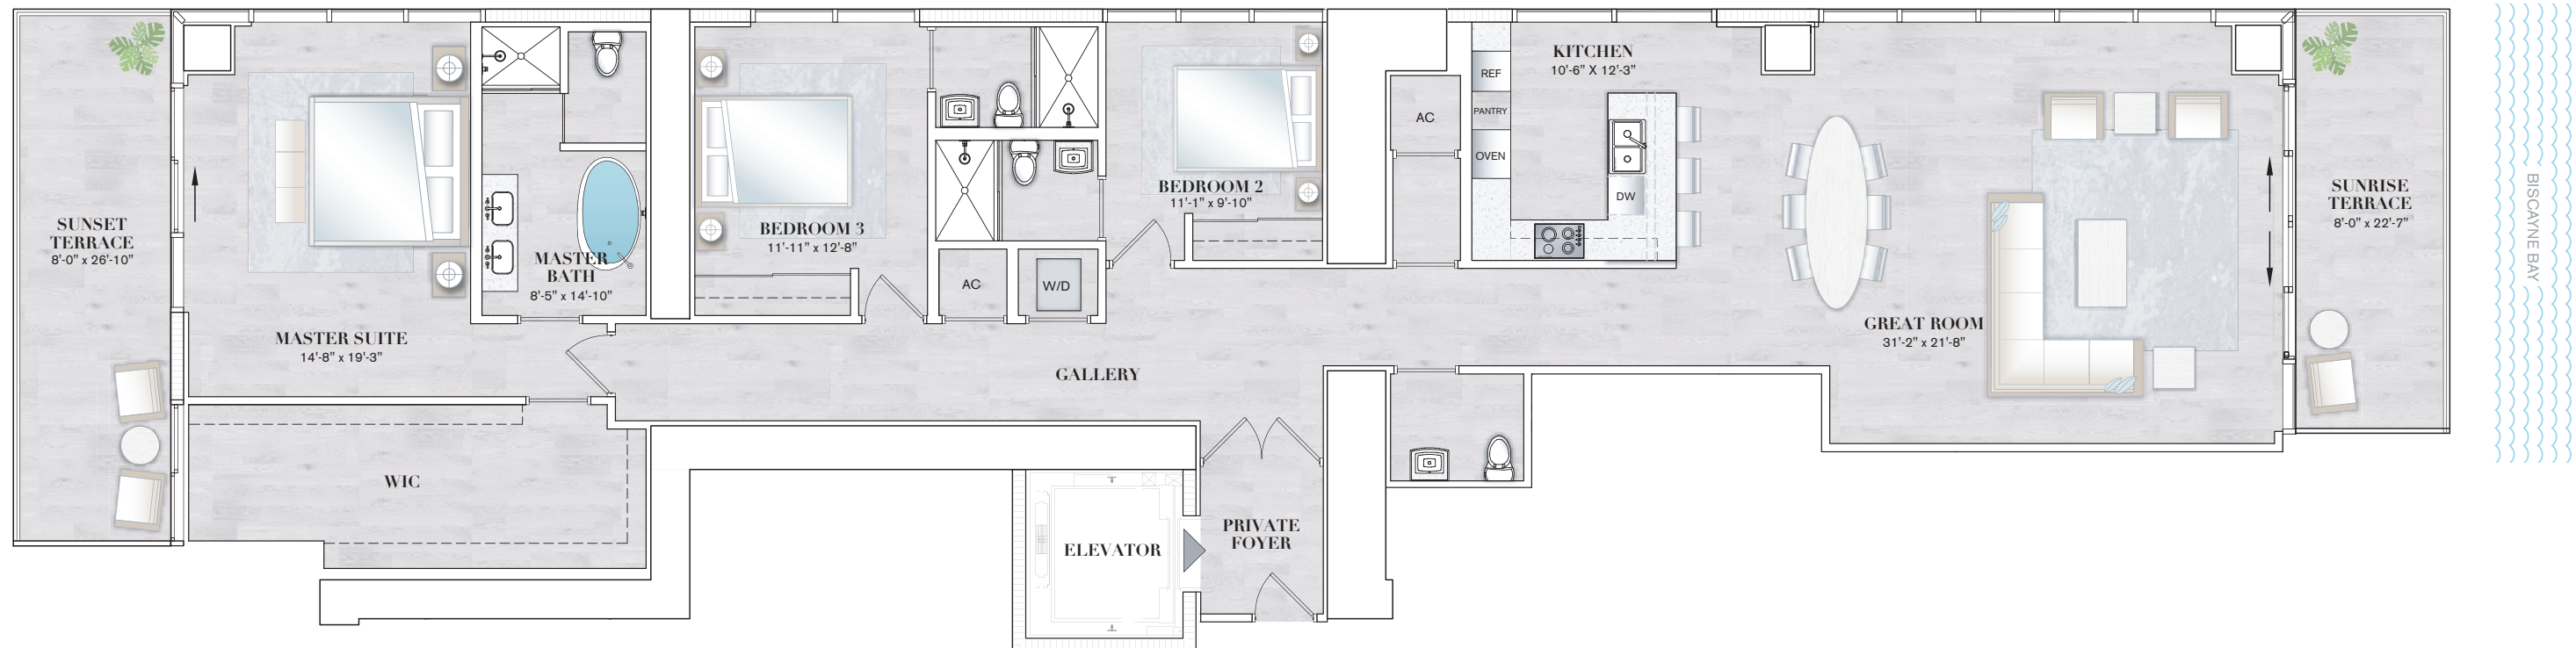 SUNSET
TERRACE
8'-0" x 26'-10"
MASTER SUITE
14'-8" x 19'-3"
WIC
MASTER
BATH
8'-5" x 14'-10"
BEDROOM 3
11'-11" x 12'-8"
AC
W/D
BEDROOM 2
11'-1" x 9'-10"
GALLERY
ELEVATOR
PRIVATE
FOYER
AC
REF
PANTRY
OVEN
KITCHEN
10'-6" X 12'-3"
DW
GREAT ROOM
31'-2" x 21'-8"
SUNRISE
TERRACE
8'-0" x 22'-7"
BISCAYNE BAY